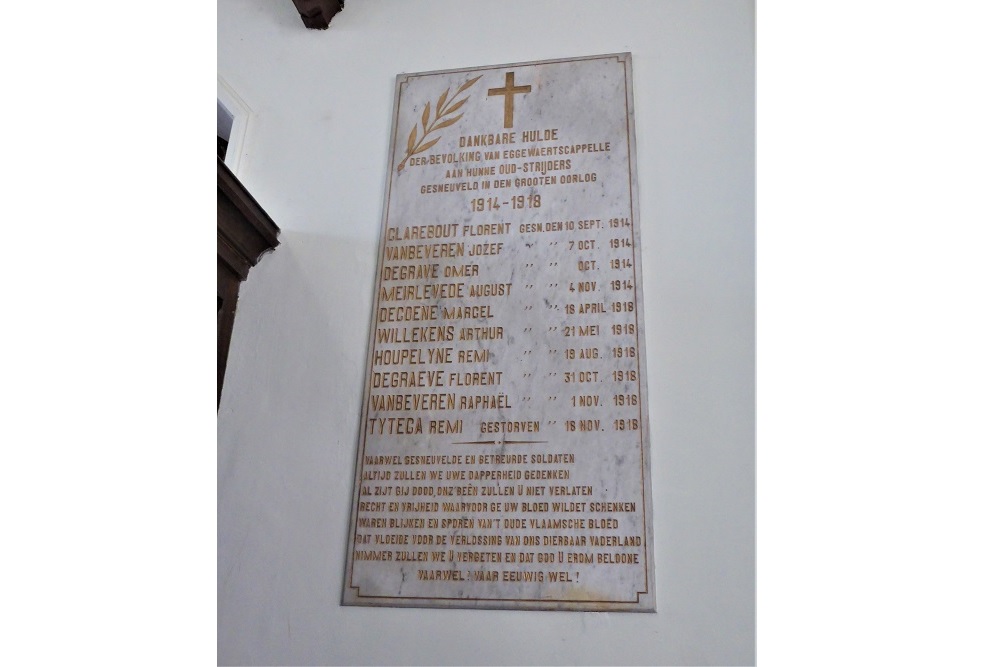 DANKBARE HULDE
DER BEVOLKING VAN EGGEWAERTSCAPPELLE
AAN HUNNE OUD-STRIJDERS
GESNEUVELD IN DEN GROOTEN OORLOG
1914-1918
CLAREBOUT FLORENT GESN. DEN 10 SEPT. 1914
VANBEVEREN JOZEF " " 7 OCT. 1914
DEGRAVE OMER " " OCT. 1914
MEIRLEVEDE AUGUST " " 4 NOV. 1914
DECOENE MARCEL " " 18 APRIL 1918
WILLEKENS ARTHUR " " 21 MEI 1918
HOUPELYNE REMI " " 19 AUG. 1918
DEGRAEVE FLORENT " " 31 OCT. 1918
VANBEVEREN RAPHAËL " " 1 NOV. 1918
TYTECA REMI GESTORVEN " 16 NOV. 1918
VAARWEL GESNEUVELDE EN BETREURDE SOLDATEN
ALTIJD ZULLEN WE UWE DAPPERHEID GEDENKEN
AL ZIJT GIJ DOOD, ONZ' BEÊN ZULLEN U NIET VERLATEN
RECHT EN VRIJHEID WAARVOOR GE UW BLOED WILDET SCHENKEN
WAREN BLIJKEN EN SPOREN VAN'T OUDE VLAAMSCHE BLOED
DAT VLOEIDE VOOR DE VERLOSSING VAN ONS DIERBAAR VADERLAND
NIMMER ZULLEN WE U VERGETEN EN DAT GOD U EROM BELOONE
VAARWEL! VAAR EEUWIG WEL!